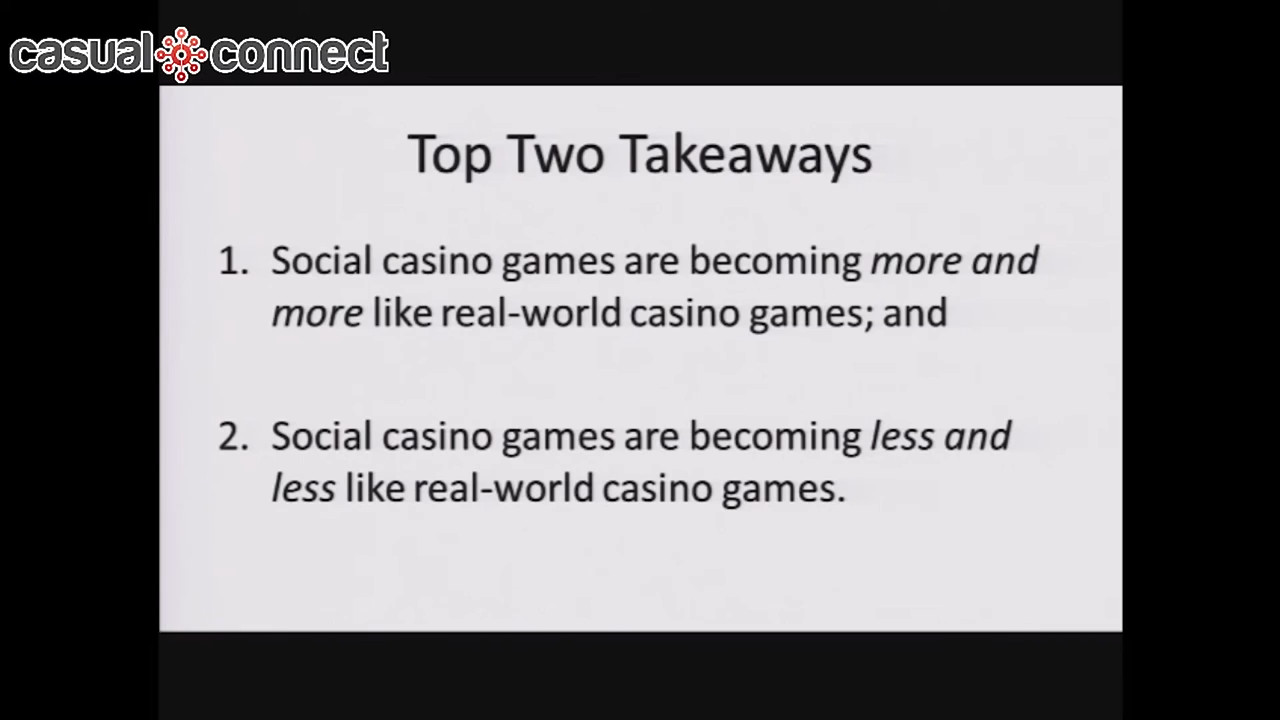 casual connect
Top Two Takeaways
1. Social casino games are becoming more and
more like real-world casino games; and
2. Social casino games are becoming less and
less like real-world casino games.